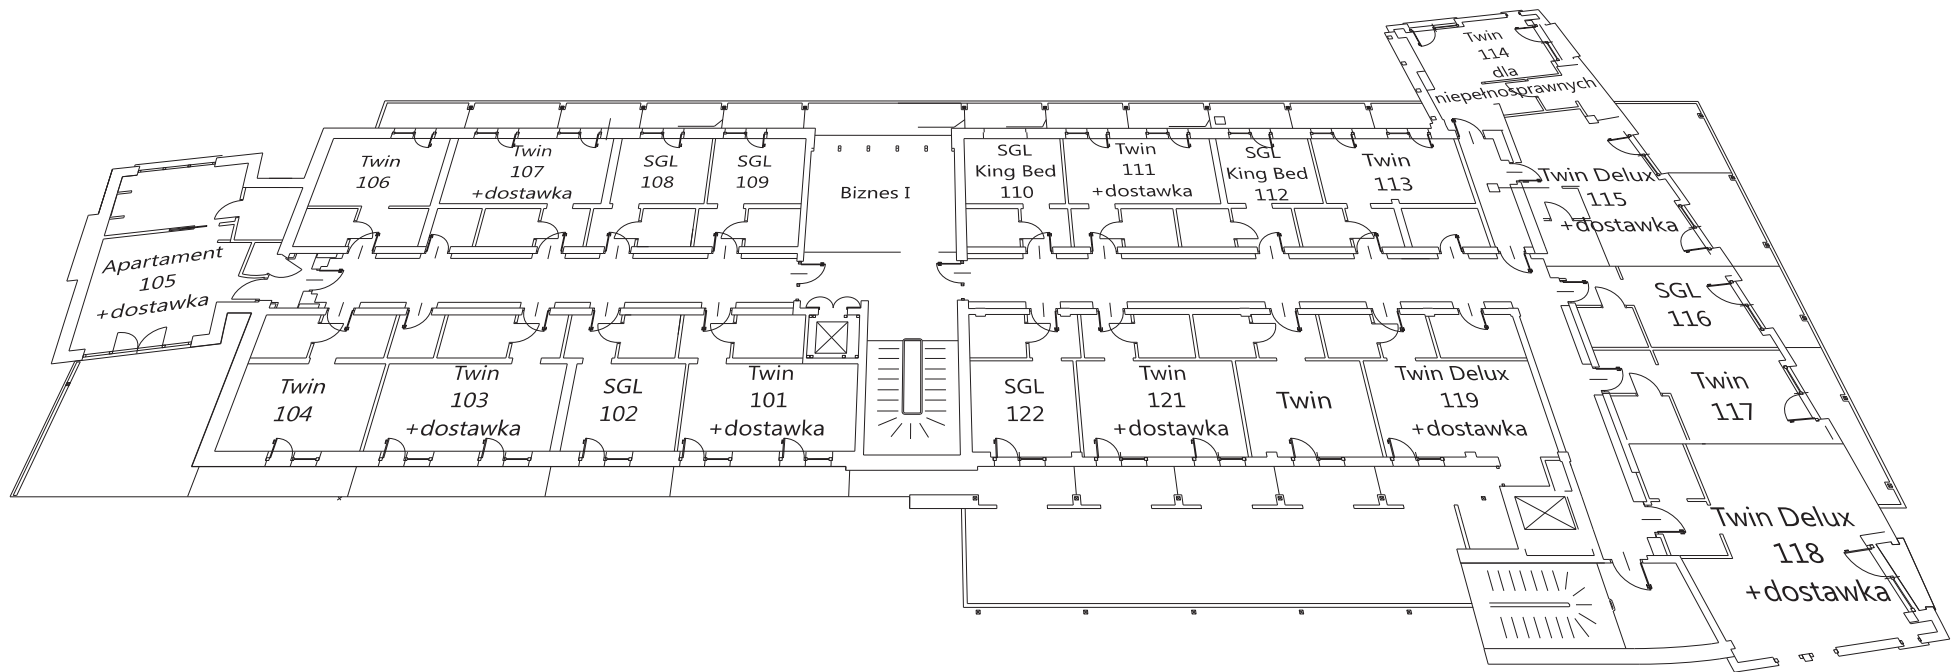 Twin
114
dla
niepełnosprawnych
Twin
106
Twin
107
+dostawka
SGL
108
SGL
109
Biznes I
SGL
King Bed
110
Twin
111
+dostawka
SGL
King Bed
112
Twin
113
Twin Delux
115
+dostawka
Apartament
105
+dostawka
SGL
116
Twin
104
Twin
103
+dostawka
SGL
102
Twin
101
+dostawka
SGL
122
Twin
121
+dostawka
Twin
Twin Delux
119
+dostawka
Twin
117
Twin Delux
118
+dostawka